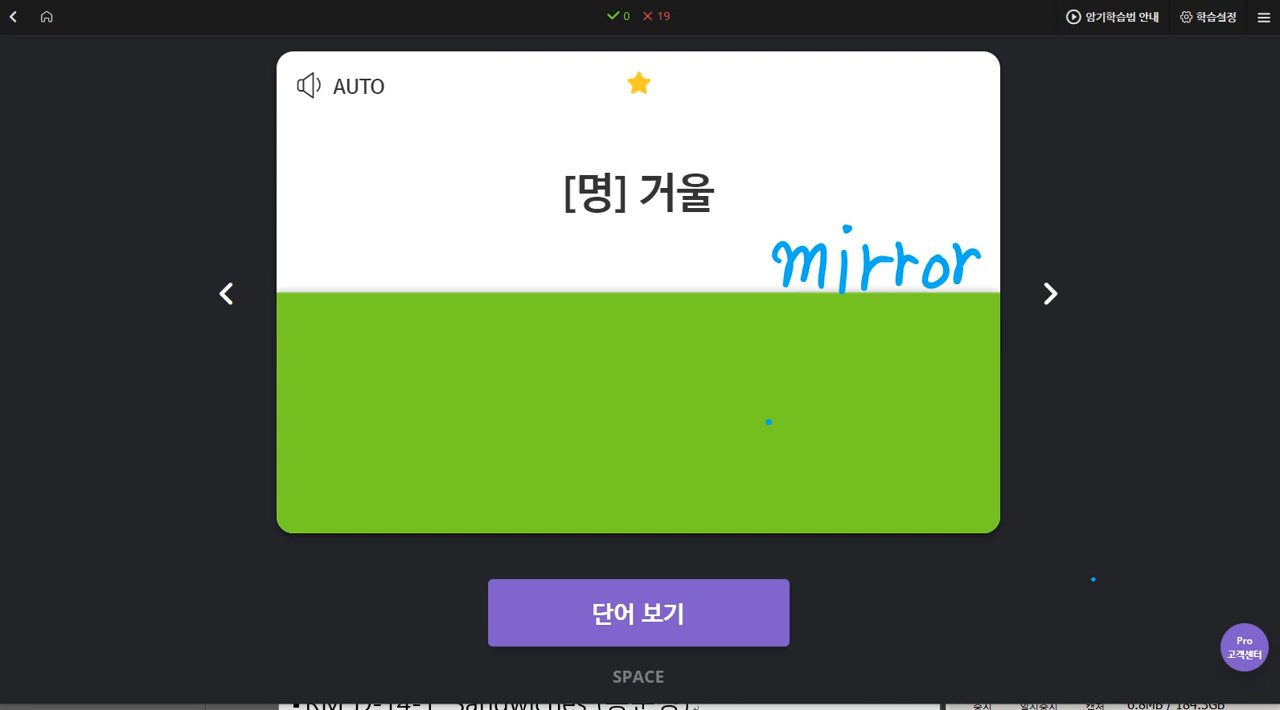 0 19 암기학습법 안내 학습설정
AUTO
[명] 거울
mirror
단어 보기
SPACE
Pro
고객센터